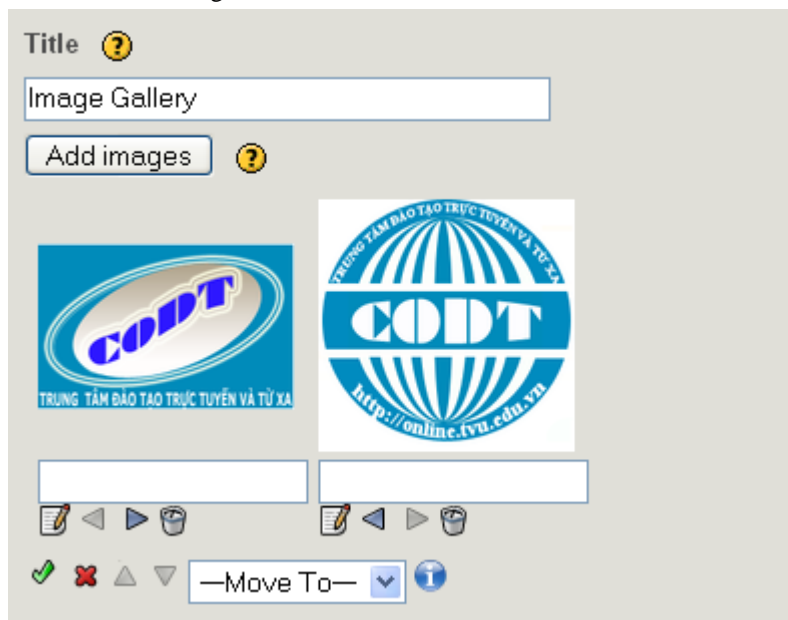 Title
Image Gallery
Add images
CODT
TRUNG TÂM ĐÀO TẠO TRỰC TUYẾN VÀ TỪ XA
TRUNG TÂM ĐÀO TẠO TRỰC TUYẾN VÀ TỪ XA
CODT
http://online.tvu.edu.vn
—Move To—